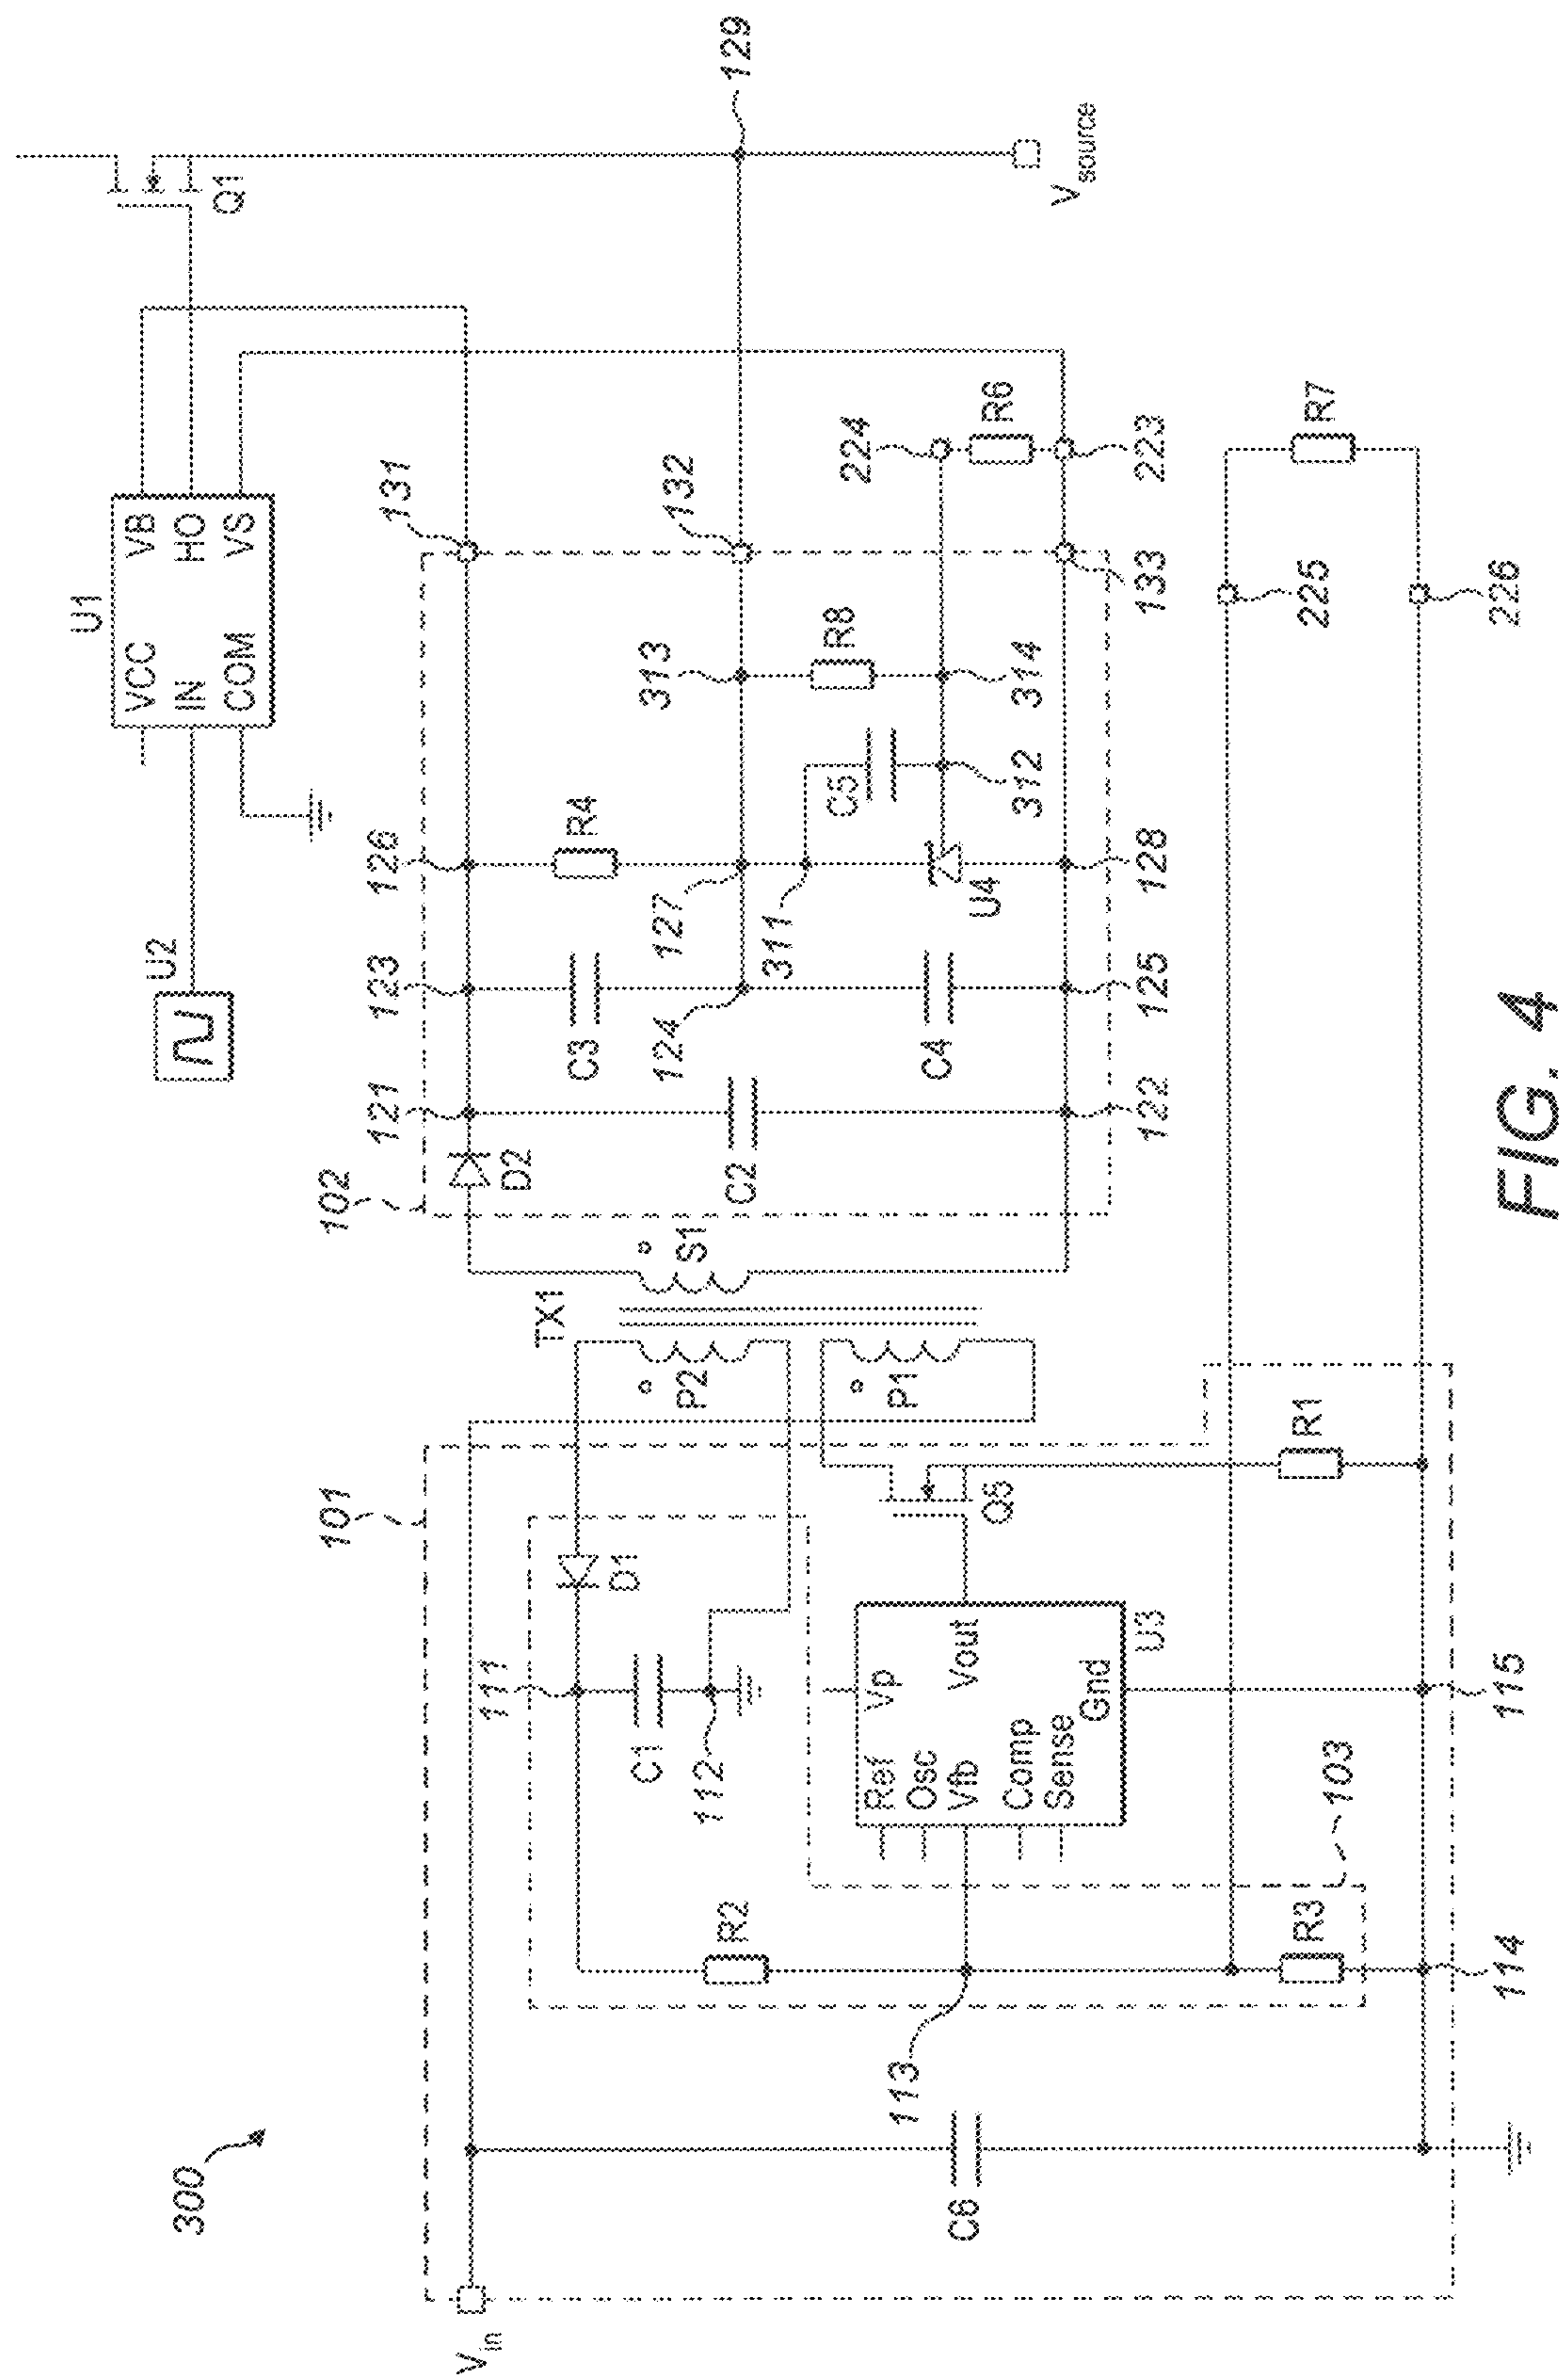 300
U2
U1
VCC
IN
COM
VB
HO
VS
Q1
129
V source
102
121
123
126
131
D2
C3
R4
C2
124
127
313
132
311
C5
R8
224
C4
U4
312
314
R6
122
125
128
133
223
TX1
S1
P2
P1
101
111
D1
C1
112
R2
Ref
Osc
Vfb
Comp
Sense
Vp
Vout
Gnd
U3
Q5
113
C6
R3
103
R1
225
R7
226
114
115
Vin
FIG. 4